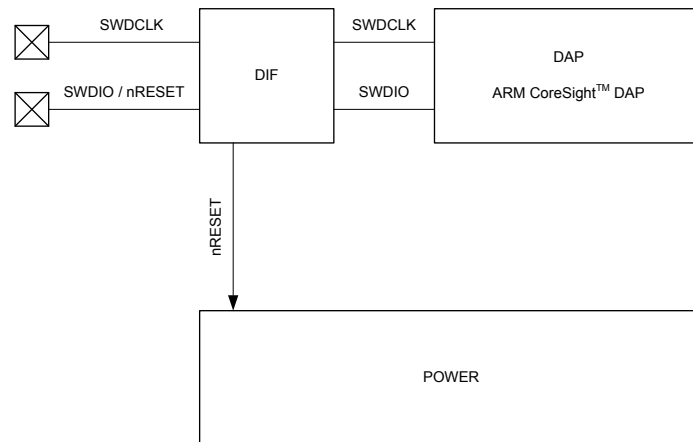 SWDCLK
SWDCLK
DIF
DAP
SWDIO / nRESET
SWDIO
ARM CoreSight™ DAP
nRESET
POWER